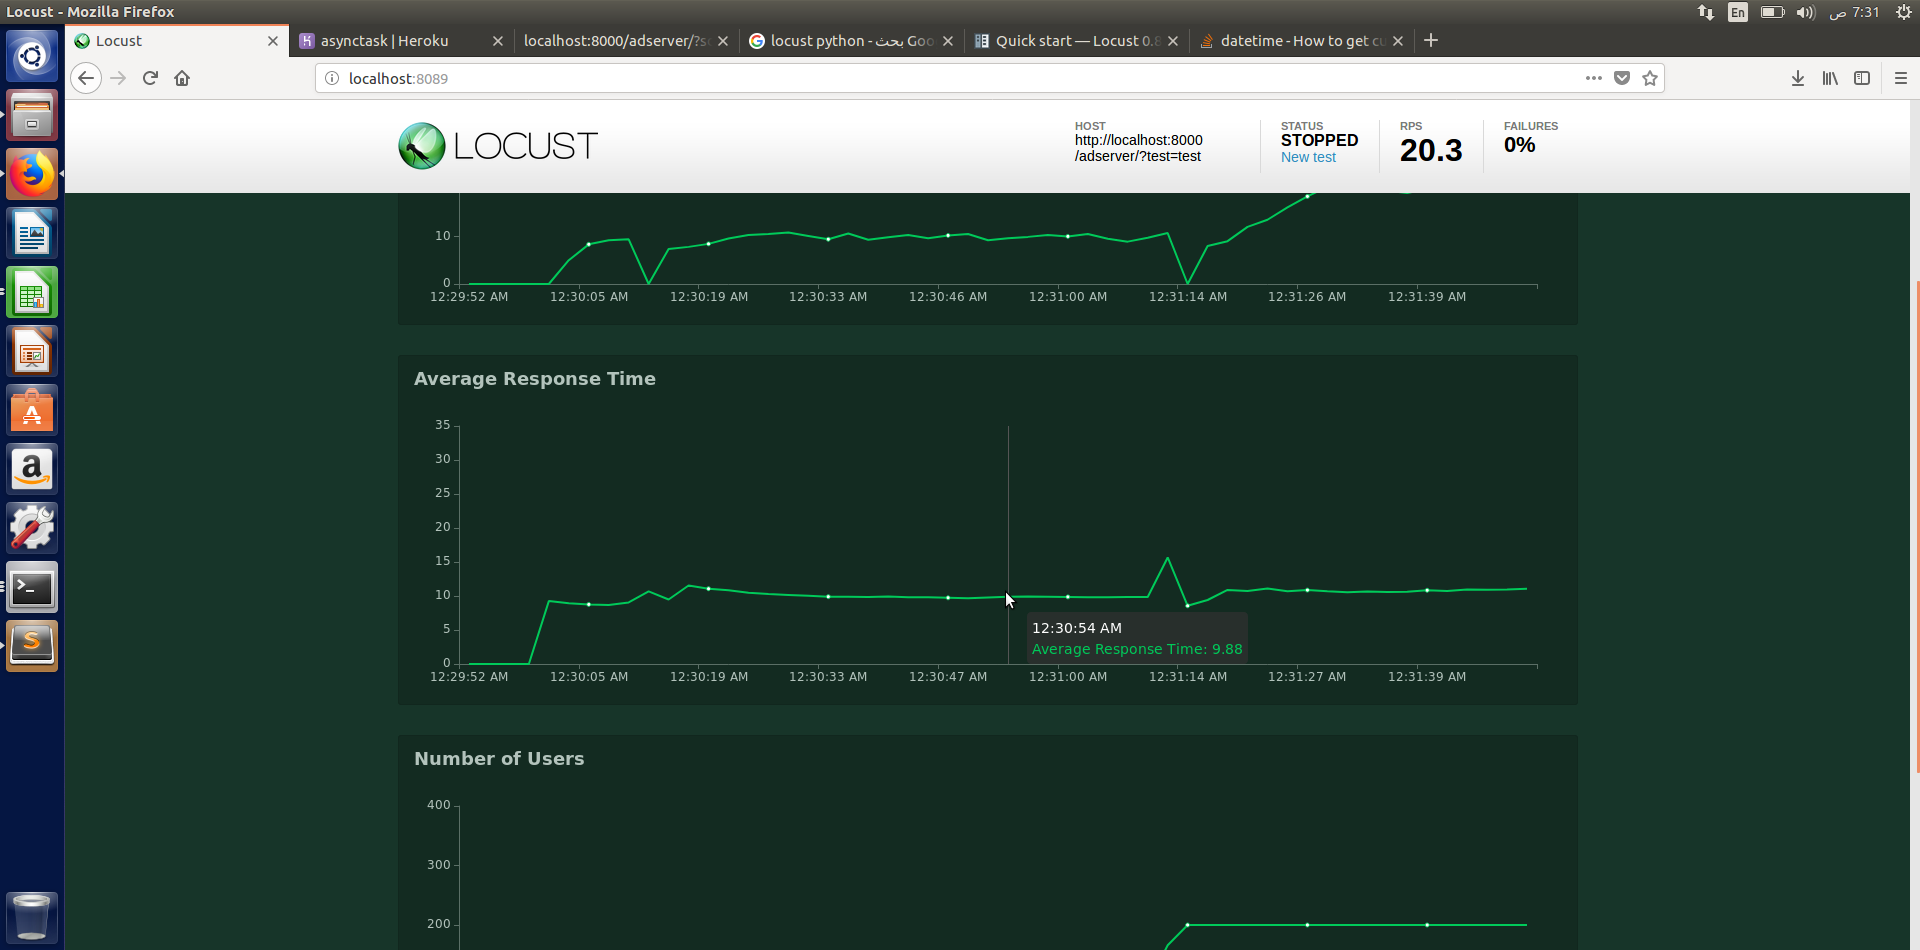 Locust - Mozilla Firefox
En
7:31 ص
Locust
asynctask | Heroku
localhost:8000/adserver/?s
locust python - بحث Goo
Quick start — Locust 0.8
datetime - How to get cu
localhost:8089
LOCUST
HOST
http://localhost:8000
/adserver/?test=test
STATUS
STOPPED
New test
RPS
20.3
FAILURES
0%
10
0
12:29:52 AM 12:30:05 AM 12:30:19 AM 12:30:33 AM 12:30:46 AM 12:31:00 AM 12:31:14 AM 12:31:26 AM 12:31:39 AM
Average Response Time
35
30
25
20
15
10
5
0
12:30:54 AM
Average Response Time: 9.88
12:29:52 AM 12:30:05 AM 12:30:19 AM 12:30:33 AM 12:30:47 AM 12:31:00 AM 12:31:14 AM 12:31:27 AM 12:31:39 AM
Number of Users
400
300
200